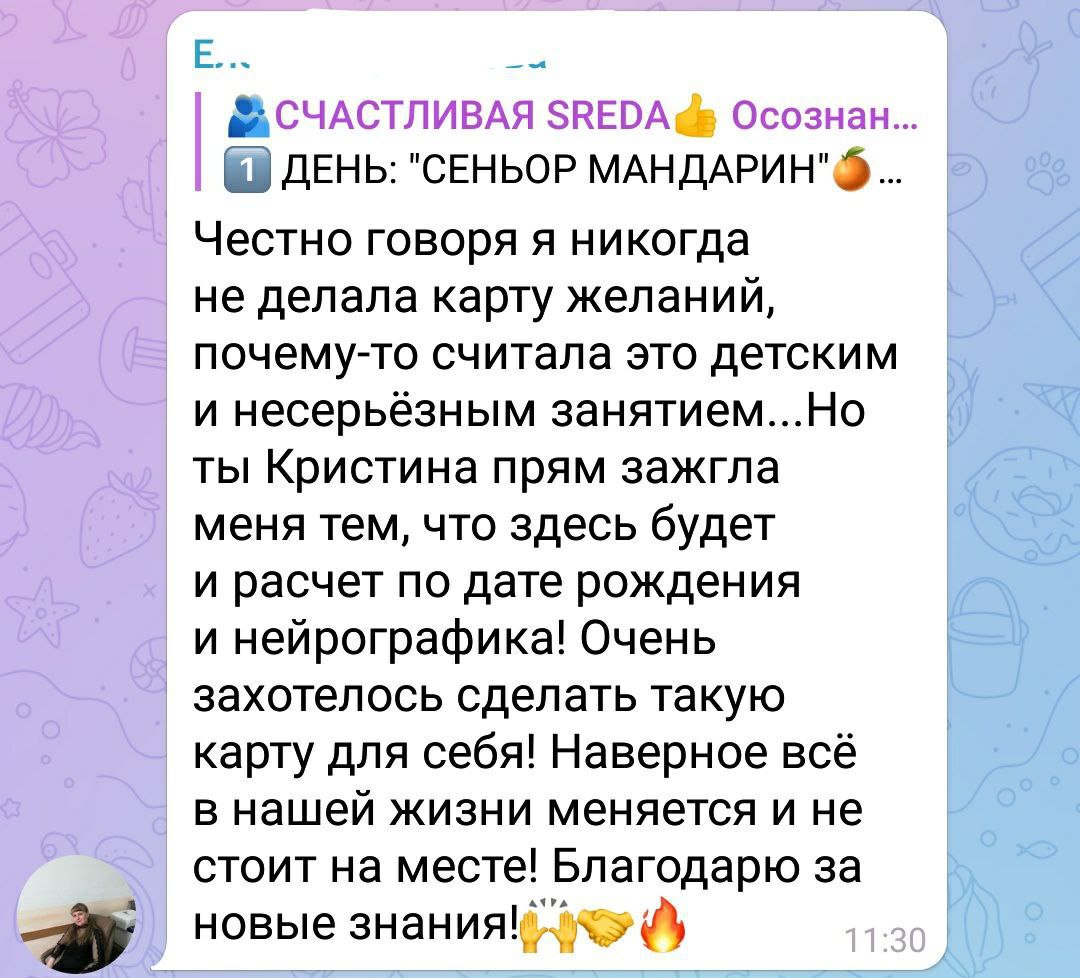 🫂СЧАСТЛИВАЯ SREDA👍 Осознан...
1️⃣ ДЕНЬ: "СЕНЬОР МАНДАРИН"🍊...
Честно говоря я никогда
не делала карту желаний,
почему-то считала это детским
и несерьёзным занятием...Но
ты Кристина прям зажгла
меня тем, что здесь будет
и расчет по дате рождения
и нейрографика! Очень
захотелось сделать такую
карту для себя! Наверное всё
в нашей жизни меняется и не
стоит на месте! Благодарю за
новые знания!🙌🤝🔥
11:30